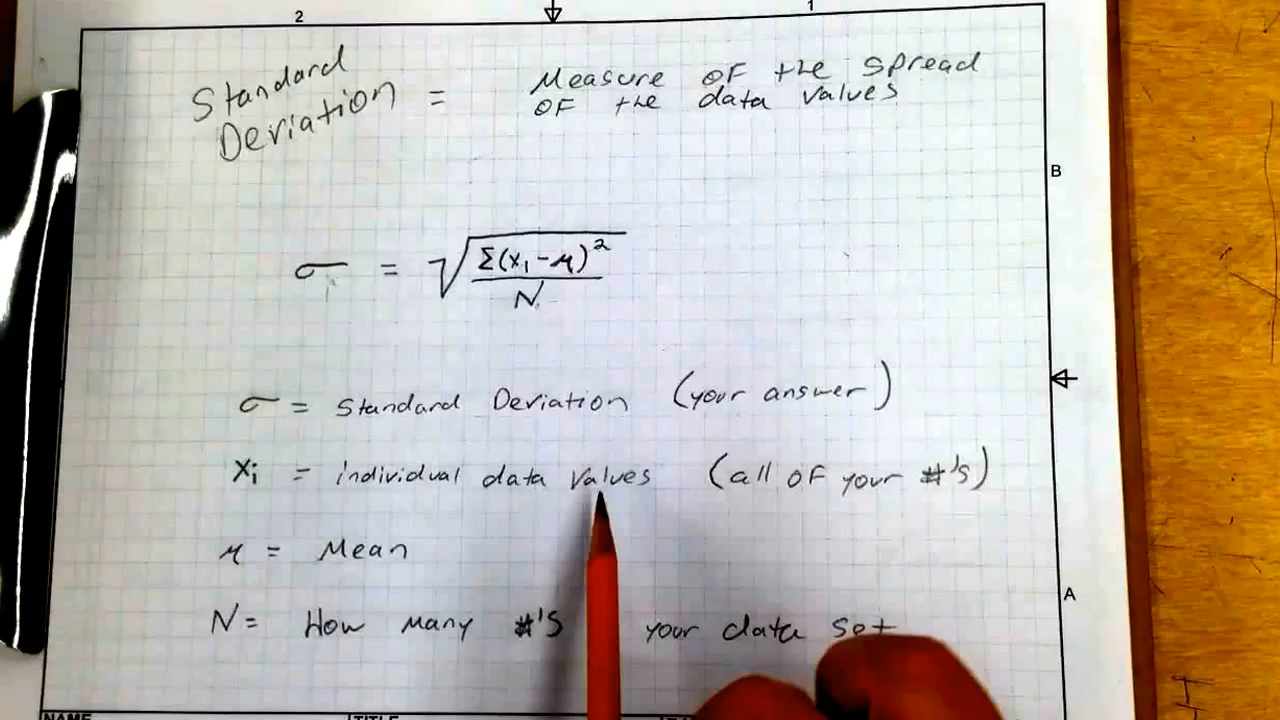 2 1
Standard
Deviation = Measure of the spread
of the data values
B
σ = √(Σ(xi - μ)² / N)
σ = Standard Deviation (your answer)
xi = individual data values (all of your #'s)
μ = Mean
A
N = How many #'s your data set
NAME TITLE